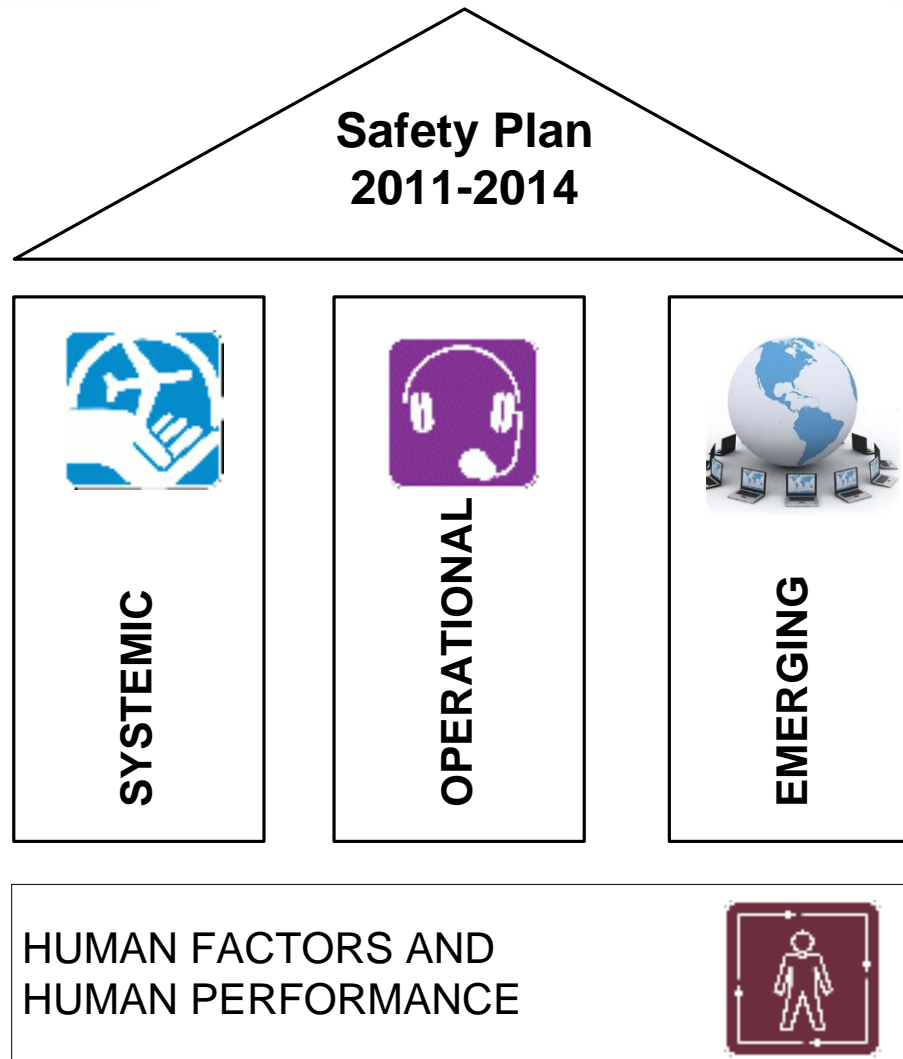 Safety Plan
2011-2014
SYSTEMIC
OPERATIONAL
EMERGING
HUMAN FACTORS AND
HUMAN PERFORMANCE